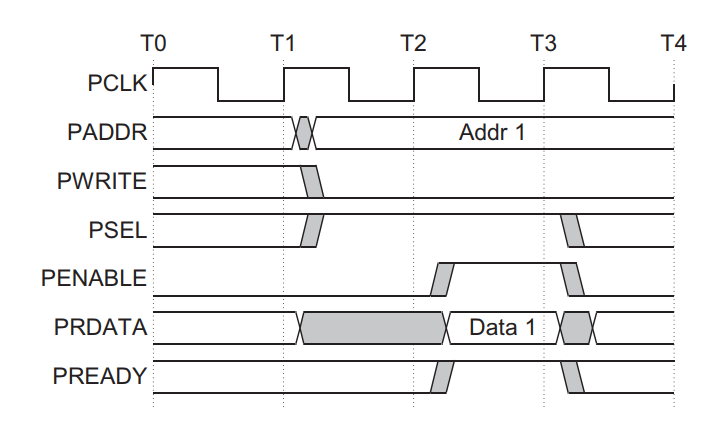 T0 T1 T2 T3 T4
PCLK
PADDR Addr 1
PWRITE
PSEL
PENABLE
PRDATA Data 1
PREADY